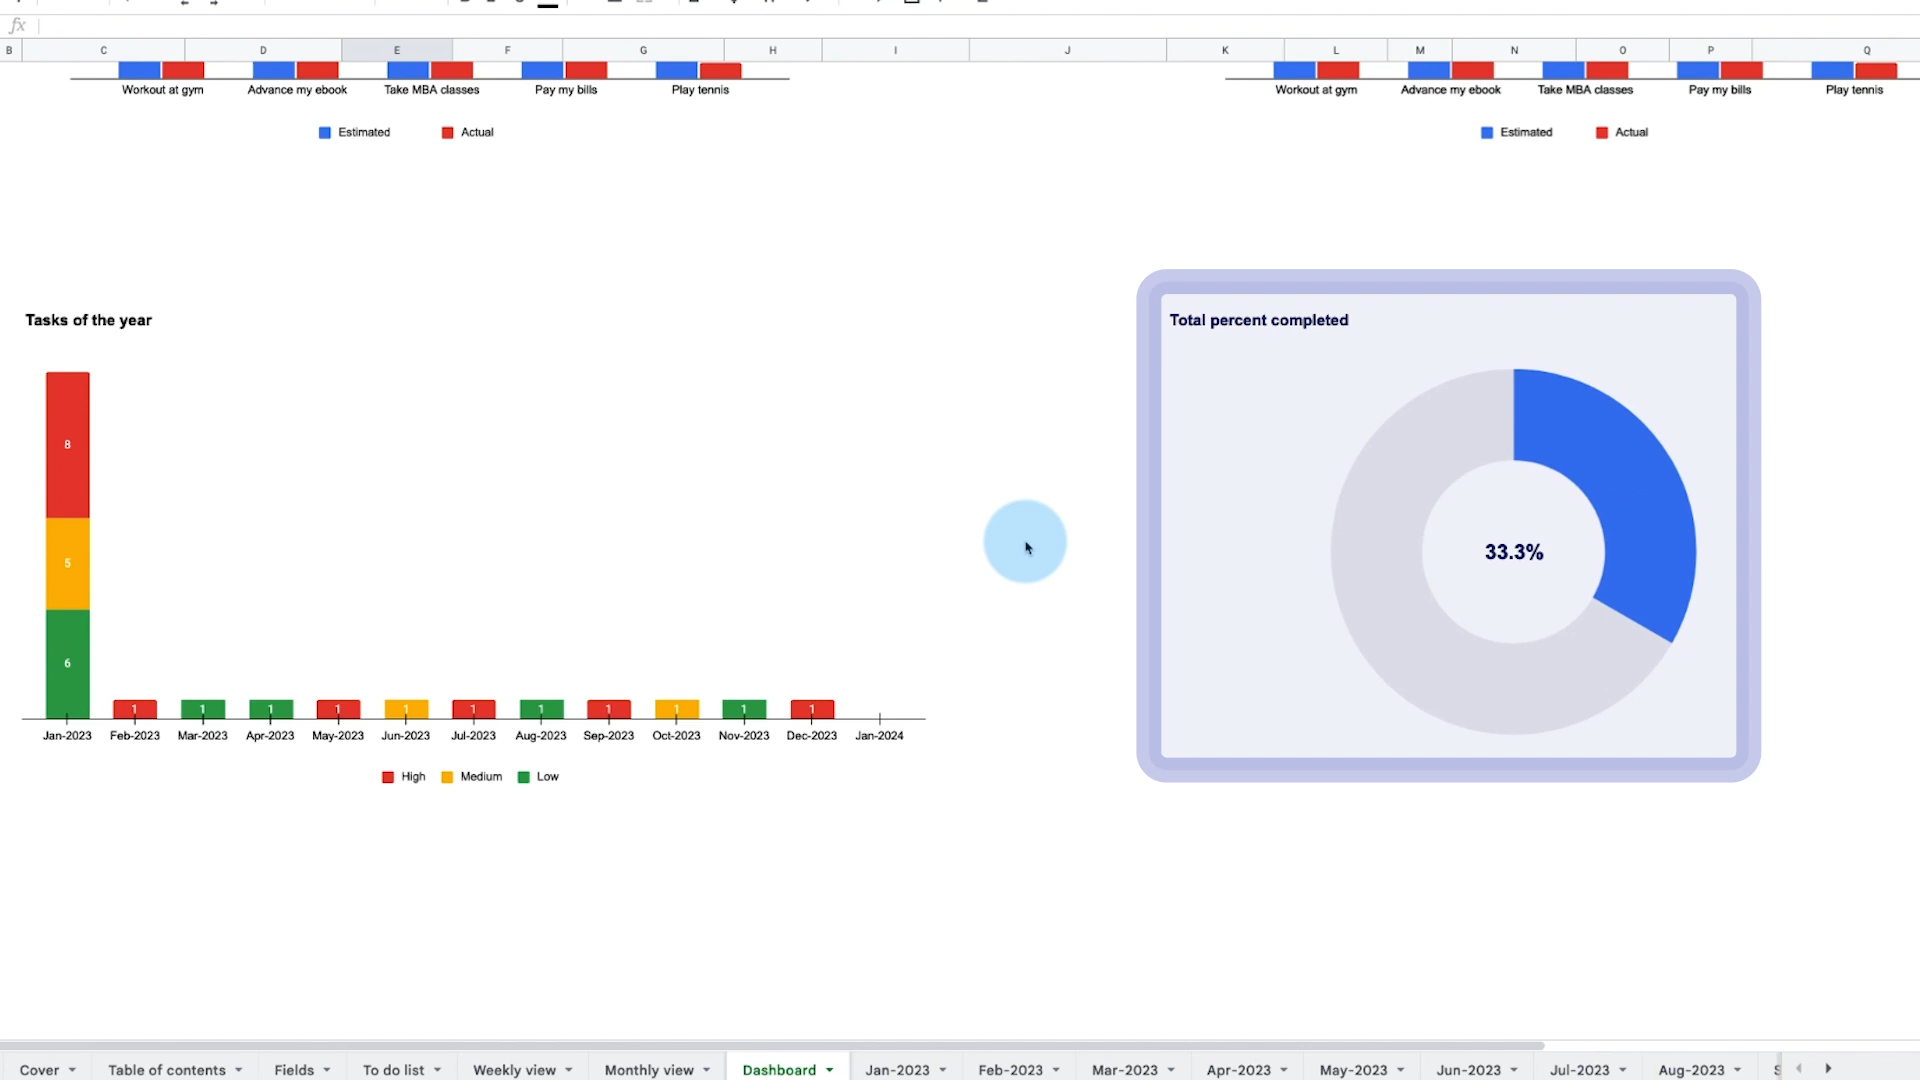 fx
B C D E F G H I J K L M N O P Q
Workout at gym Advance my ebook Take MBA classes Pay my bills Play tennis
Workout at gym Advance my ebook Take MBA classes Pay my bills Play tennis
Estimated Actual
Estimated Actual
Tasks of the year
8
5
6
1 1 1 1 1 1 1 1 1 1 1
Jan-2023 Feb-2023 Mar-2023 Apr-2023 May-2023 Jun-2023 Jul-2023 Aug-2023 Sep-2023 Oct-2023 Nov-2023 Dec-2023 Jan-2024
High Medium Low
Total percent completed
33.3%
Cover Table of contents Fields To do list Weekly view Monthly view Dashboard Jan-2023 Feb-2023 Mar-2023 Apr-2023 May-2023 Jun-2023 Jul-2023 Aug-2023